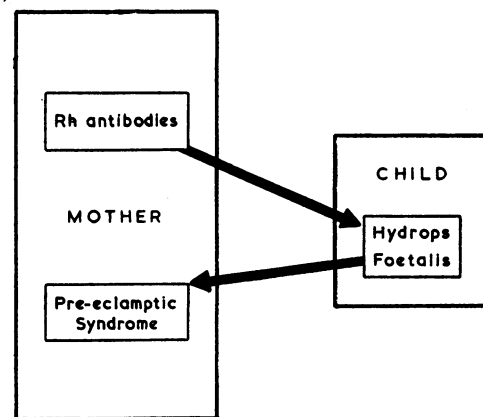 Rh antibodies
CHILD
MOTHER
Hydrops
Foetalis
Pre-eclamptic
Syndrome